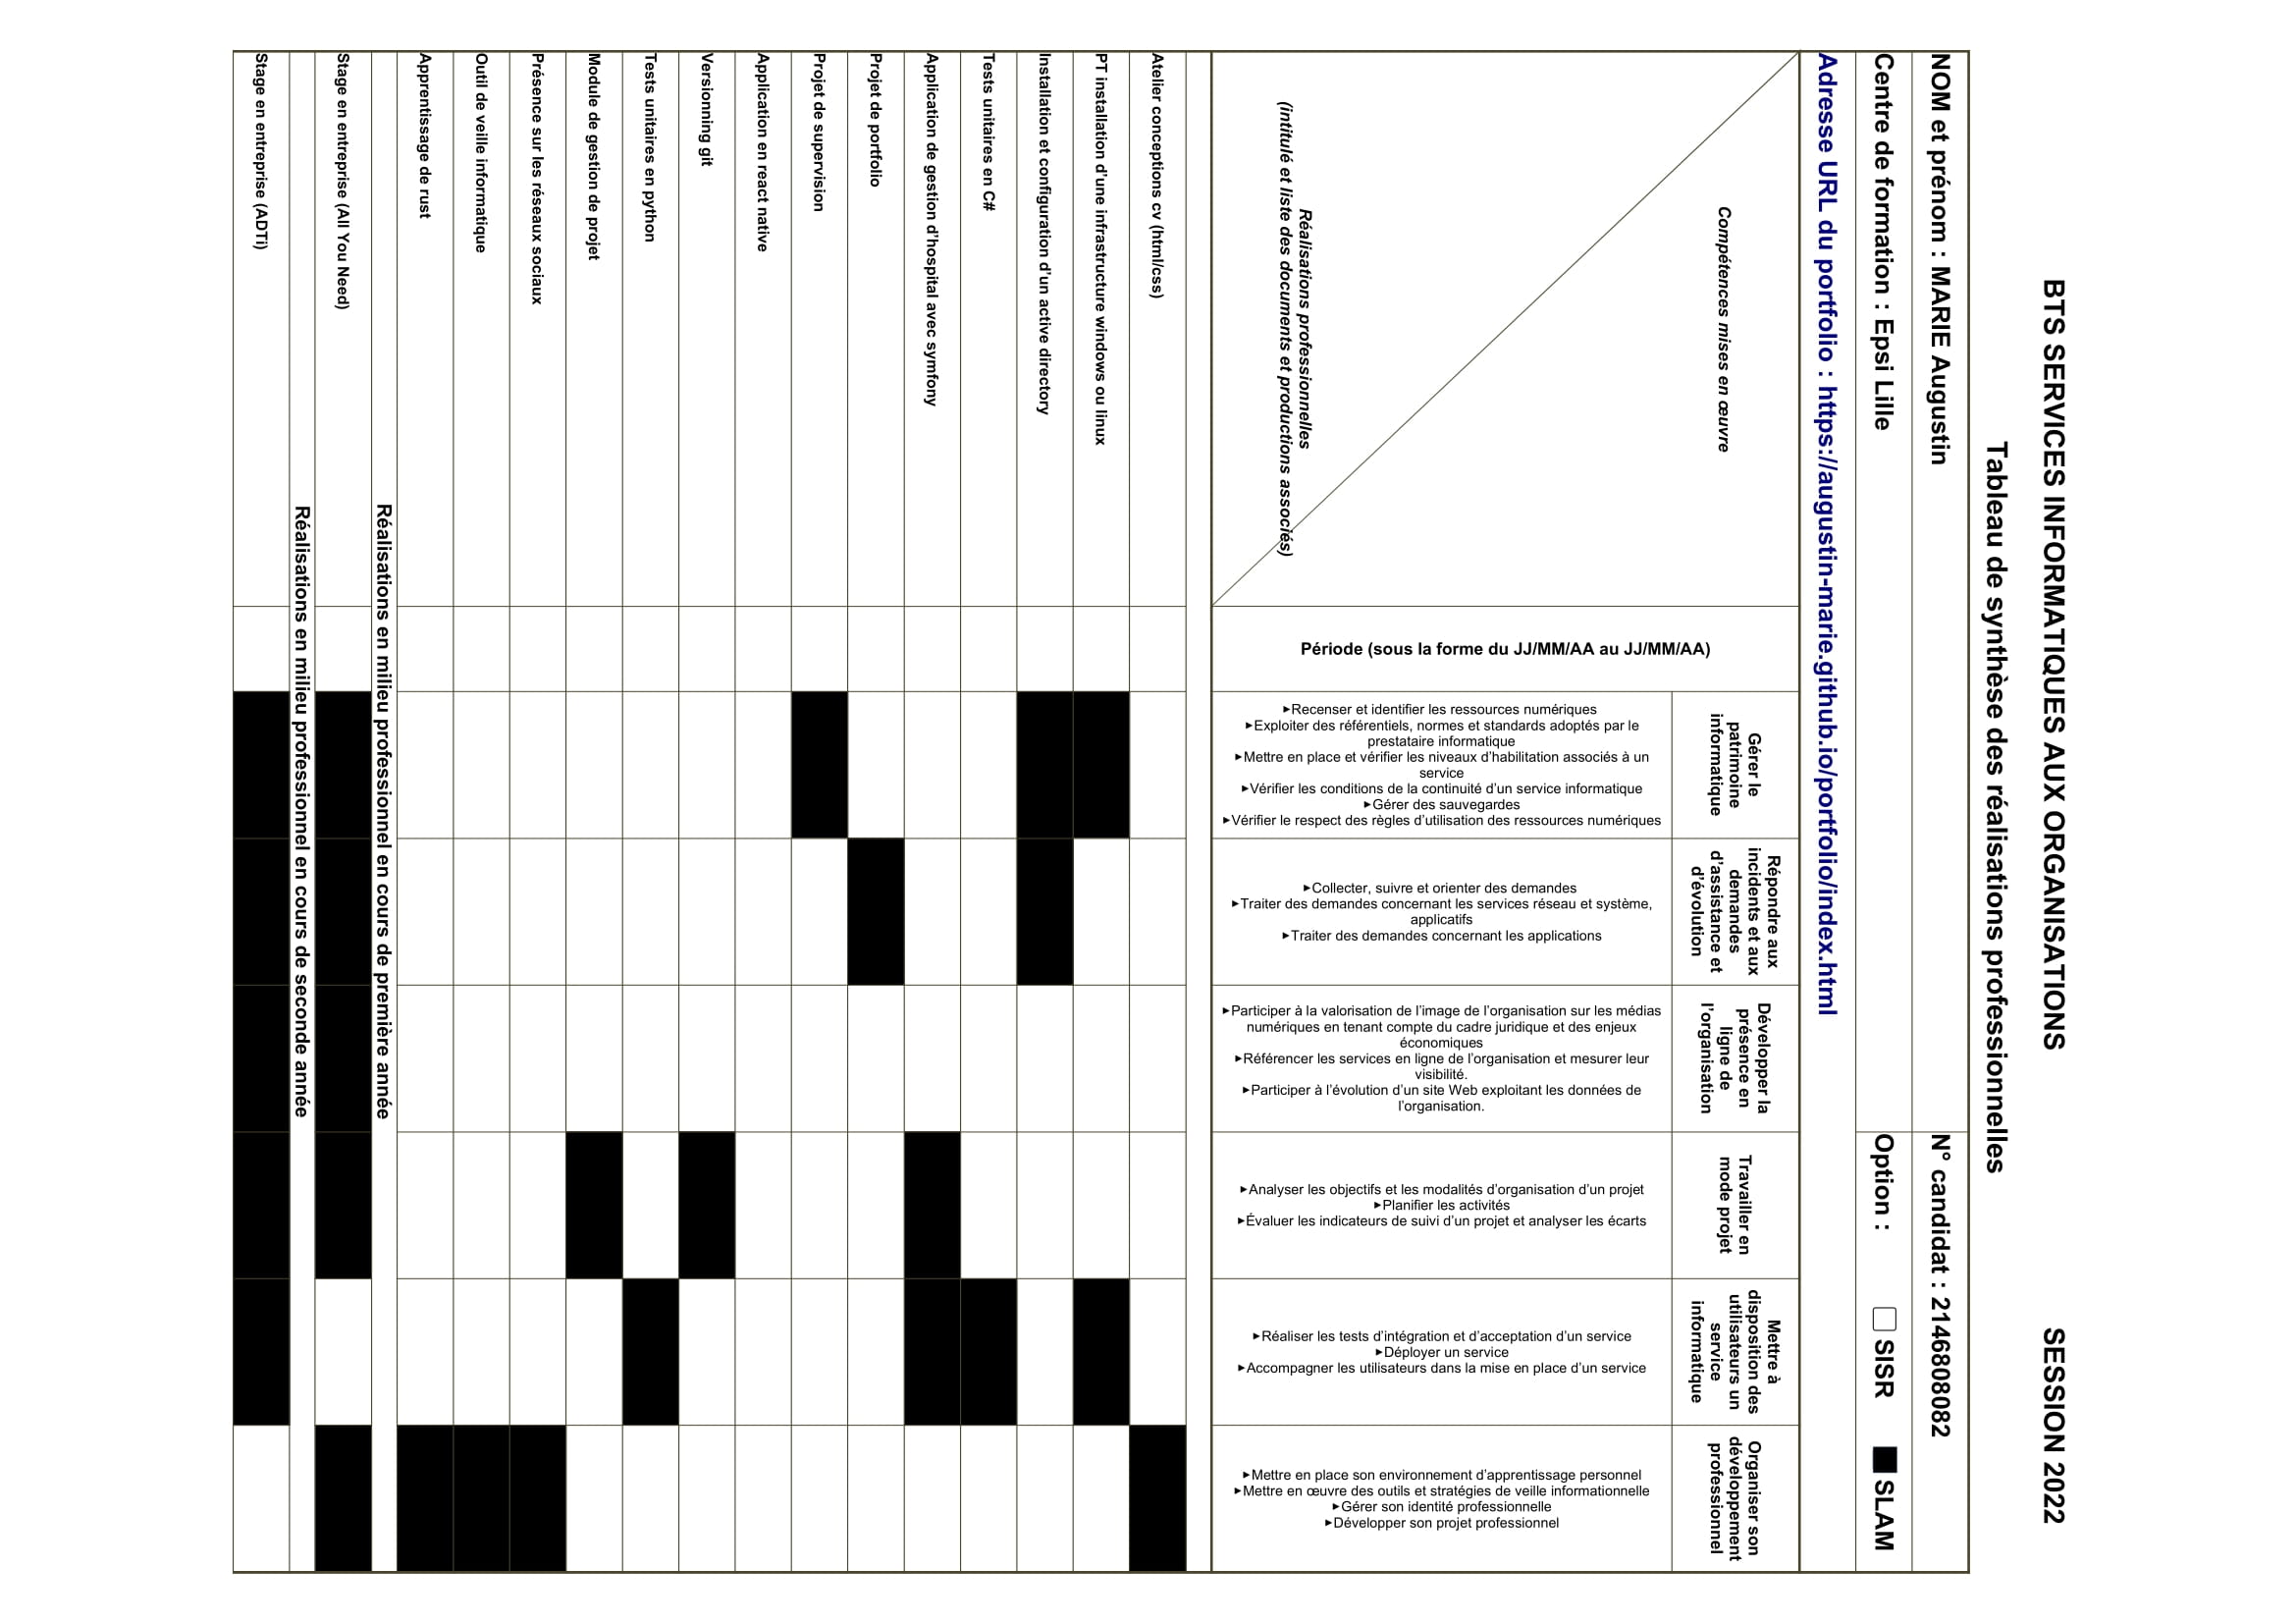 BTS SERVICES INFORMATIQUES AUX ORGANISATIONS SESSION 2022
Tableau de synthèse des réalisations professionnelles
NOM et prénom : MARIE Augustin
N° candidat : 2146808082
Centre de formation : Epsi Lille
Option : SISR SLAM
Adresse URL du portfolio : https://augustin-marie.github.io/portfolio/index.html
Compétences mises en œuvre
Réalisations professionnelles
(intitulé et liste des documents et productions associés)
Période (sous la forme du JJ/MM/AA au JJ/MM/AA)
Gérer le
patrimoine
informatique
Répondre aux
incidents et aux
demandes
d’assistance et
d’évolution
Développer la
présence en
ligne de
l’organisation
Travailler en
mode projet
Mettre à
disposition des
utilisateurs un
service
informatique
Organiser son
développement
professionnel
►Recenser et identifier les ressources numériques
►Exploiter des référentiels, normes et standards adoptés par le
prestataire informatique
►Mettre en place et vérifier les niveaux d’habilitation associés à un
service
►Vérifier les conditions de la continuité d’un service informatique
►Gérer des sauvegardes
►Vérifier le respect des règles d’utilisation des ressources numériques
►Collecter, suivre et orienter des demandes
►Traiter des demandes concernant les services réseau et système,
applicatifs
►Traiter des demandes concernant les applications
►Participer à la valorisation de l’image de l’organisation sur les médias
numériques en tenant compte du cadre juridique et des enjeux
économiques
►Référencer les services en ligne de l’organisation et mesurer leur
visibilité.
►Participer à l’évolution d’un site Web exploitant les données de
l’organisation.
►Analyser les objectifs et les modalités d’organisation d’un projet
►Planifier les activités
►Évaluer les indicateurs de suivi d’un projet et analyser les écarts
►Réaliser les tests d’intégration et d’acceptation d’un service
►Déployer un service
►Accompagner les utilisateurs dans la mise en place d’un service
►Mettre en place son environnement d’apprentissage personnel
►Mettre en œuvre des outils et stratégies de veille informationnelle
►Gérer son identité professionnelle
►Développer son projet professionnel
Atelier conceptions cv (html/css)
PT installation d’une infrastructure windows ou linux
Installation et configuration d’un active directory
Tests unitaires en C#
Application de gestion d’hospital avec symfony
Projet de portfolio
Projet de supervision
Application en react native
Versionning git
Tests unitaires en python
Module de gestion de projet
Présence sur les réseaux sociaux
Outil de veille informatique
Apprentissage de rust
Réalisations en milieu professionnel en cours de première année
Stage en entreprise (All You Need)
Réalisations en milieu professionnel en cours de seconde année
Stage en entreprise (ADTi)